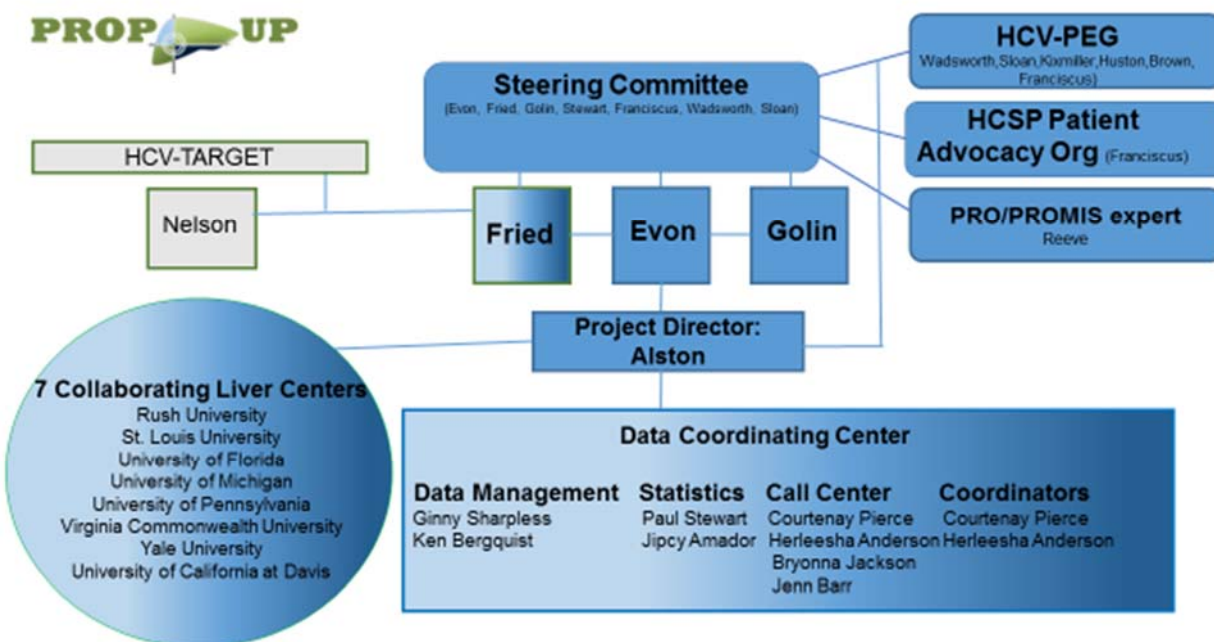 PROP UP
HCV-PEG
Wadsworth,Sloan,Kixmiller,Huston,Brown,
Franciscus)
Steering Committee
(Evon, Fried, Golin, Stewart, Franciscus, Wadsworth, Sloan)
HCSP Patient
Advocacy Org (Franciscus)
HCV-TARGET
Nelson
Fried
Evon
Golin
PRO/PROMIS expert
Reeve
Project Director:
Alston
7 Collaborating Liver Centers
Rush University
St. Louis University
University of Florida
University of Michigan
University of Pennsylvania
Virginia Commonwealth University
Yale University
University of California at Davis
Data Coordinating Center
Data Management
Ginny Sharpless
Ken Bergquist
Statistics
Paul Stewart
Jipcy Amador
Call Center
Courtenay Pierce
Herleesha Anderson
Bryonna Jackson
Jenn Barr
Coordinators
Courtenay Pierce
Herleesha Anderson